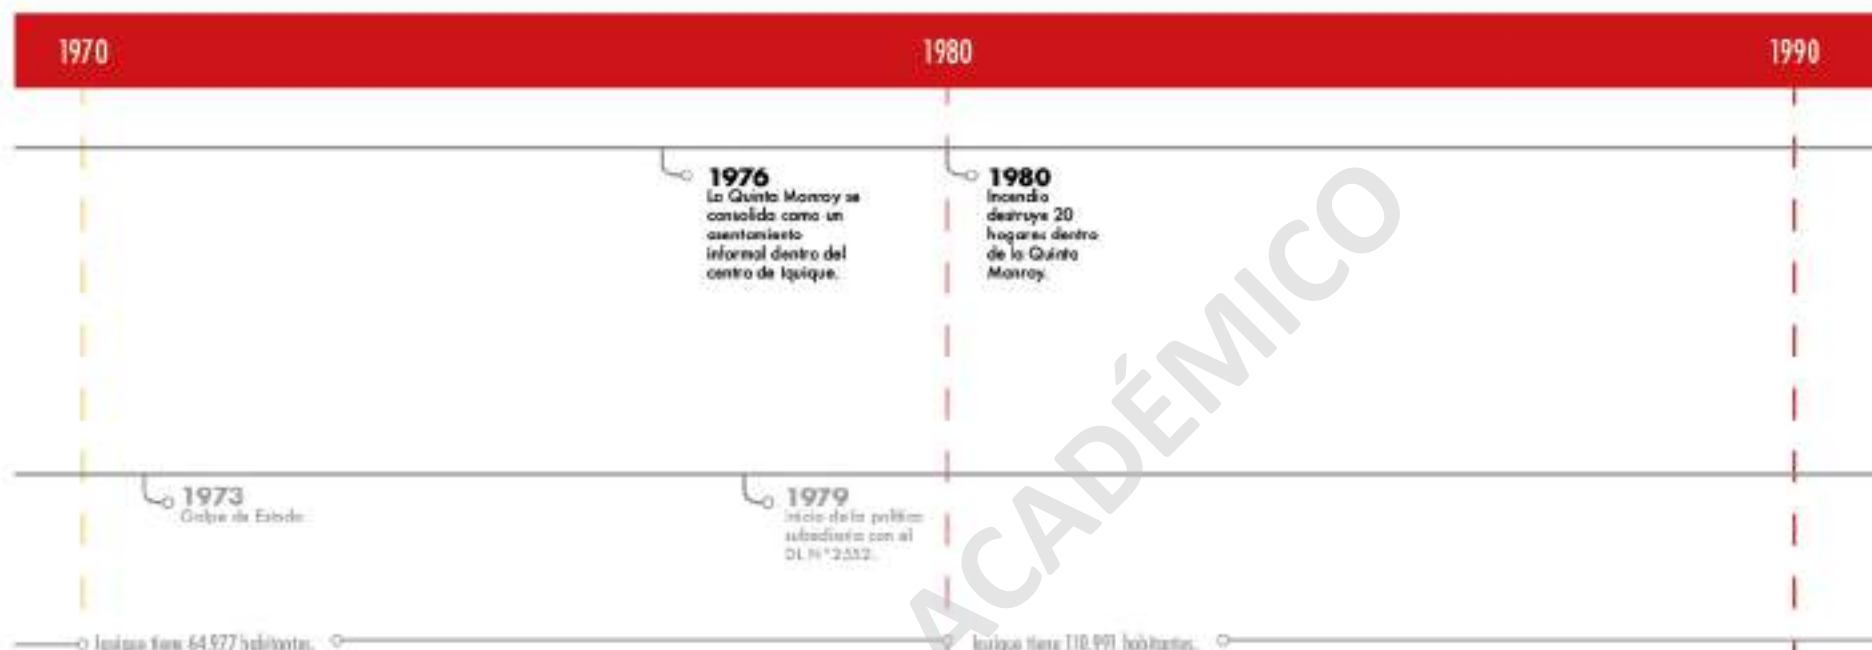 1970
1980
1990
1976
La Quinta Monroy se
consolida como un
asentamiento
informal dentro del
centro de Iquique.
1980
Incendio
destruye 20
hogares dentro
de la Quinta
Monroy.
1973
Golpe de Estado
1979
Inicio de la política
subsidiaria con el
DL N°
Iquique tiene 64.977 habitantes.
Iquique tiene 110.991 habitantes.
ACADÉMICO